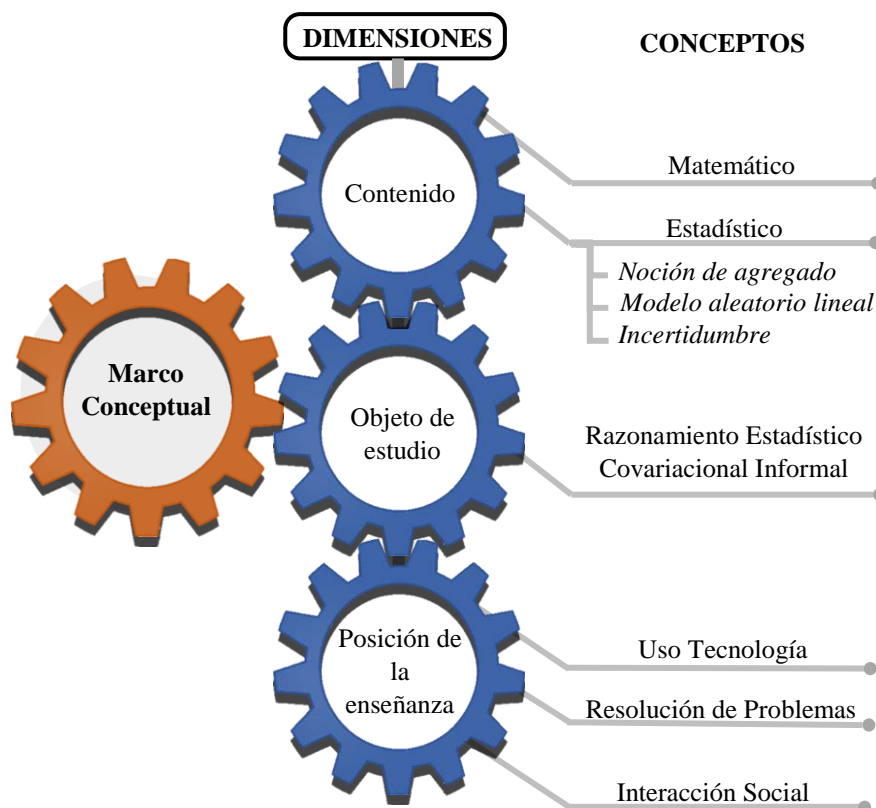 DIMENSIONES
CONCEPTOS
Contenido
Matemático
Estadístico
Noción de agregado
Modelo aleatorio lineal
Incertidumbre
Marco
Conceptual
Objeto de
estudio
Razonamiento Estadístico
Covariacional Informal
Posición de
la
enseñanza
Uso Tecnología
Resolución de Problemas
Interacción Social